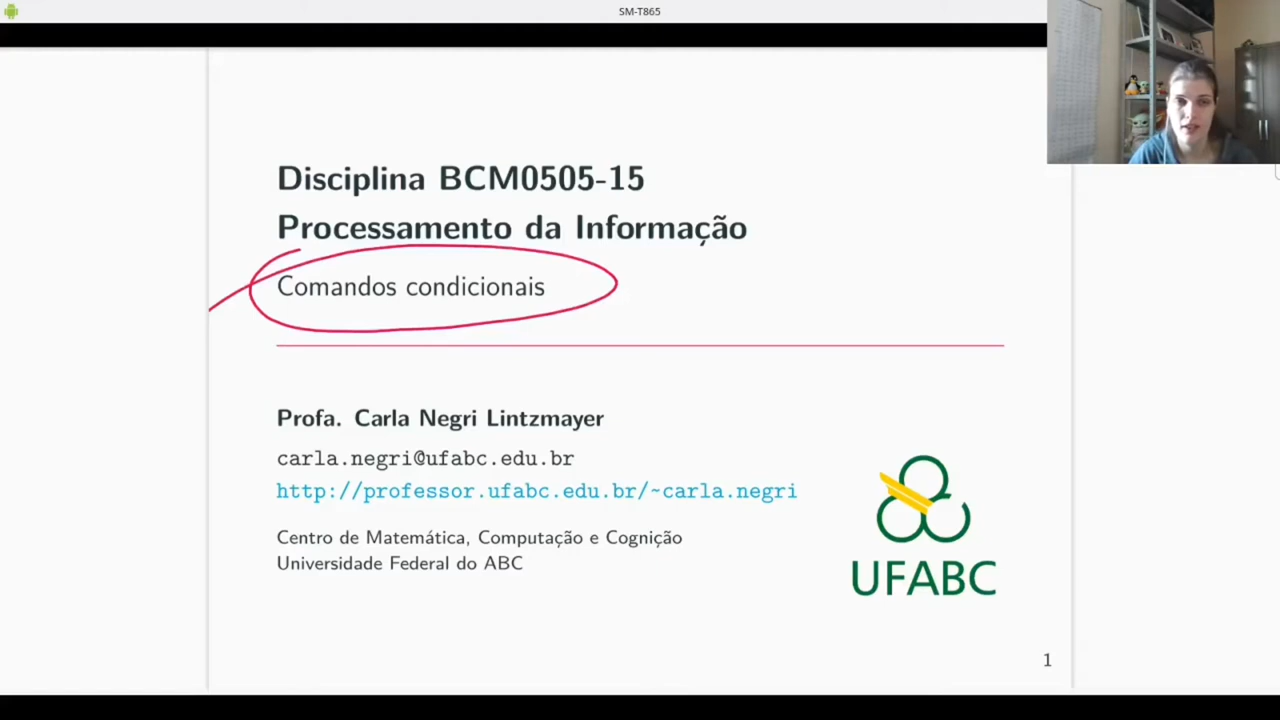 SM-T865
Disciplina BCM0505-15
Processamento da Informação
Comandos condicionais
Profa. Carla Negri Lintzmayer
carla.negri@ufabc.edu.br
http://professor.ufabc.edu.br/~carla.negri
Centro de Matemática, Computação e Cognição
Universidade Federal do ABC
UFABC
1